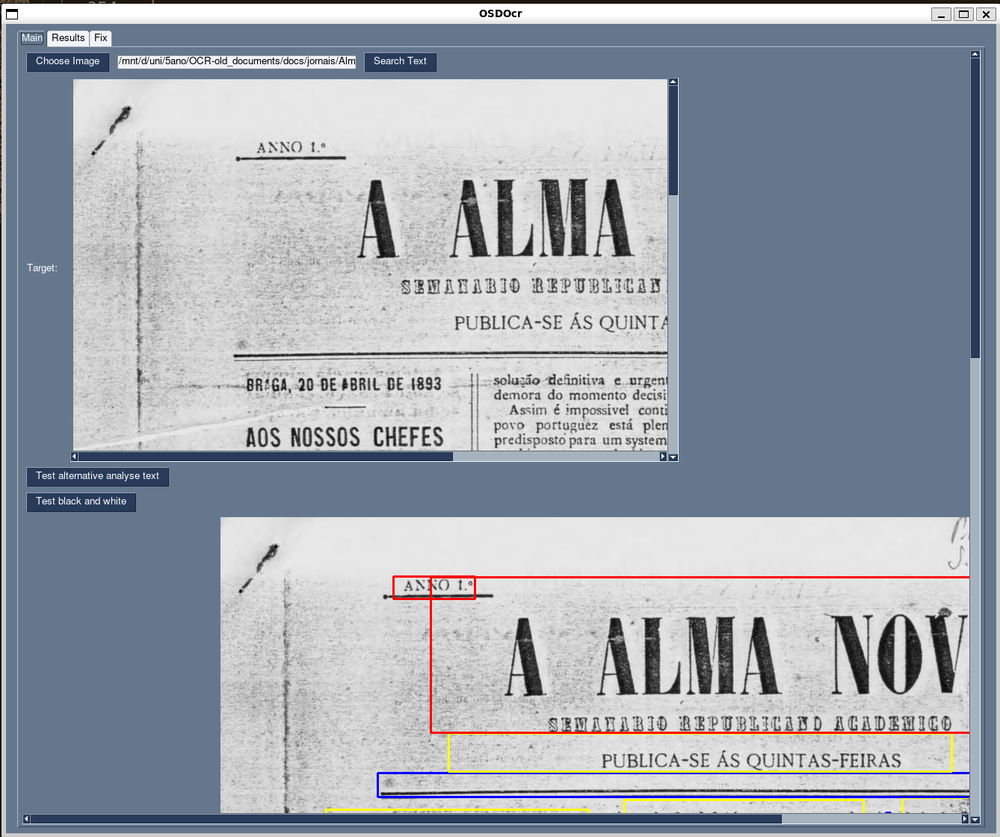 OSDOcr
Main Results Fix
Choose Image /mnt/d/uni/5ano/OCR-old_documents/docs/jornais/Alm Search Text
ANNO 1.º
A ALMA
SEMANARIO REPUBLICAN
PUBLICA-SE ÁS QUINTA
BRAGA, 20 DE ABRIL DE 1893
AOS NOSSOS CHEFES
solução definitiva e urgent
demora do momento decisi
Assim é impossivel conti
povo portuguez está plen
predisposto para um system
Target:
Test alternative analyse text
Test black and white
ANNO 1.º
A ALMA NOV
SEMANARIO REPUBLICANO ACADEMICO
PUBLICA-SE ÁS QUINTAS-FEIRAS